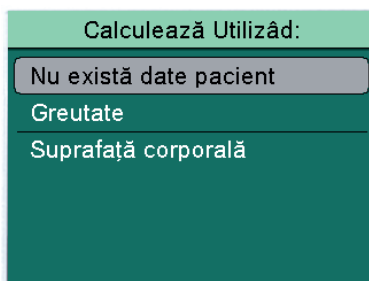 Calculează Utilizâd:
Nu există date pacient
Greutate
Suprafață corporală